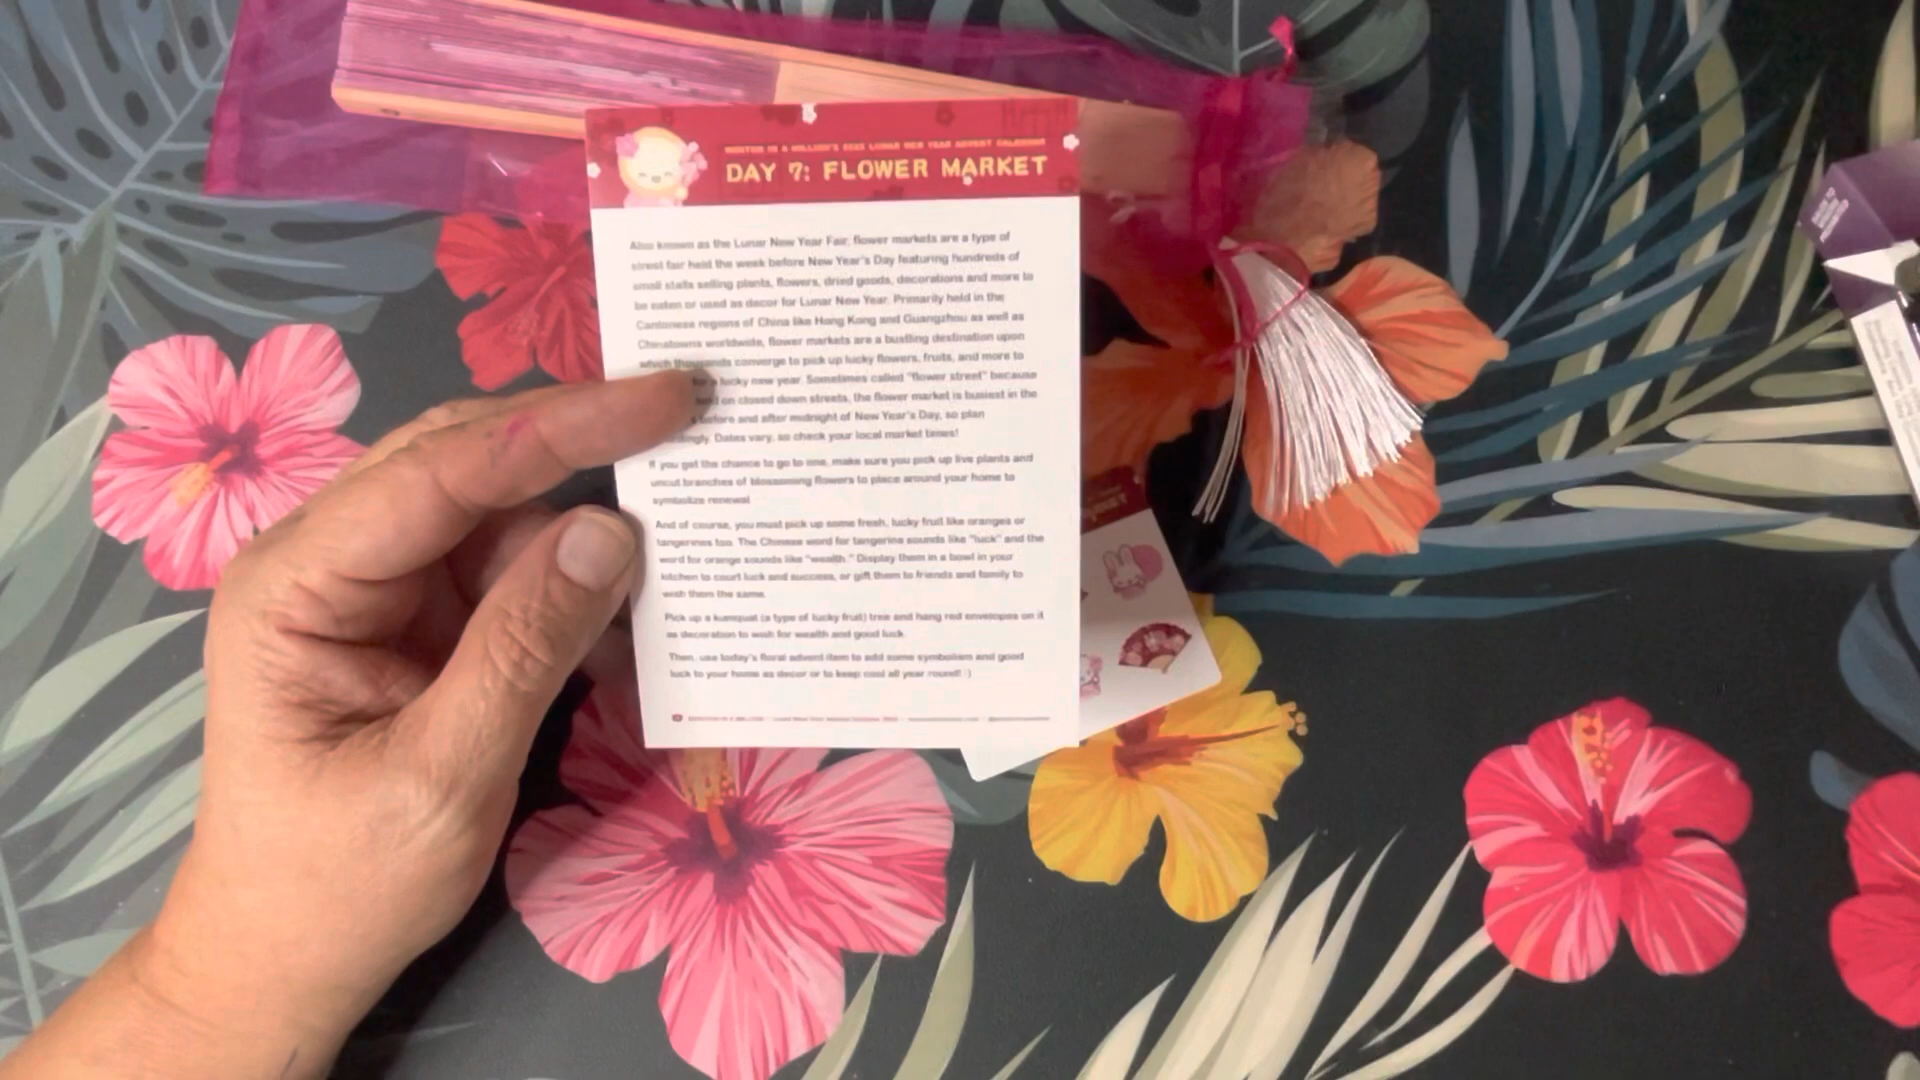 LUNAR NEW YEAR ADVENT CALENDAR
DAY 7: FLOWER MARKET
Also known as the Lunar New Year Fair, flower markets are a type of
street fair held the week before New Year's Day featuring hundreds of
small stalls selling plants, flowers, dried goods, decorations and more to
be eaten or used as decor for Lunar New Year. Primarily held in the
Cantonese regions of China like Hong Kong and Guangzhou as well as
Chinatowns worldwide, flower markets are a bustling destination upon
which thousands converge to pick up lucky flowers, fruits, and more to
for a lucky new year. Sometimes called "flower street" because
held on closed down streets, the flower market is busiest in the
before and after midnight of New Year's Day, so plan
Dates vary, so check your local market times!
If you get the chance to go to one, make sure you pick up live plants and
uncut branches of blossoming flowers to place around your home to
symbolize renewal.
And of course, you must pick up some fresh, lucky fruit like oranges or
tangerines too. The Chinese word for tangerine sounds like "luck" and the
word for orange sounds like "wealth." Display them in a bowl in your
kitchen to court luck and success, or gift them to friends and family to
wish them the same.
Pick up a kumquat (a type of lucky fruit) tree and hang red envelopes on it
as decoration to wish for wealth and good luck.
Then, use today's floral advent item to add some symbolism and good
luck to your home as decor or to keep cool all year round! :)